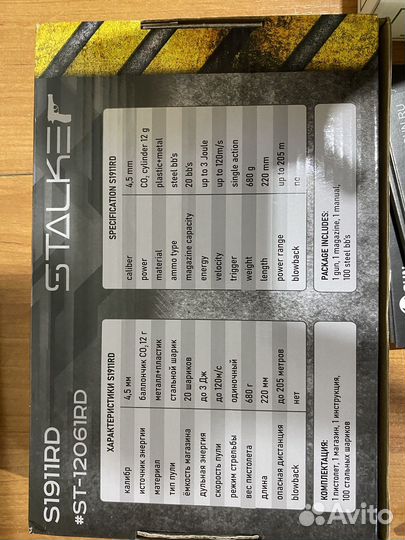 S1911RD
#ST-12061RD
STALKER
ХАРАКТЕРИСТИКИ S1911RD
калибр 4,5 мм
источник энергии баллончик CO₂ 12 г
материал металл+пластик
тип пули стальной шарик
ёмкость магазина 20 шариков
дульная энергия до 3 Дж
скорость пули до 120м/с
режим стрельбы одиночный
вес пистолета 680 г
длина 220 мм
опасная дистанция до 205 метров
blowback нет
КОМПЛЕКТАЦИЯ:
1 пистолет, 1 магазин, 1 инструкция,
100 стальных шариков
SPECIFICATION S1911RD
caliber 4,5 mm
power CO₂ cylinder 12 g
material plastic+metal
ammo type steel bb's
magazine capacity 20 bb's
energy up to 3 Joule
velocity up to 120m/s
trigger single action
weight 680 g
length 220 mm
power range up to 205 m
blowback no
PACKAGE INCLUDES:
1 gun, 1 magazine, 1 manual,
100 steel bb's
Avito